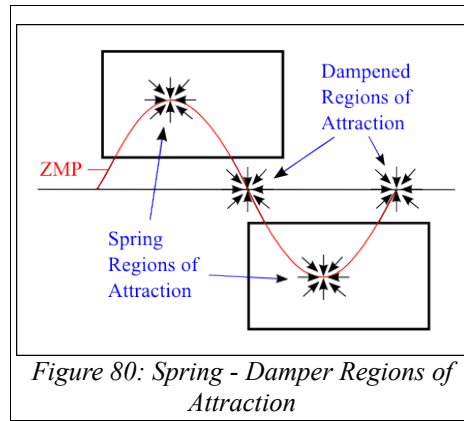 Dampened
Regions of
Attraction
ZMP
Spring
Regions of
Attraction
Figure 80: Spring - Damper Regions of
Attraction